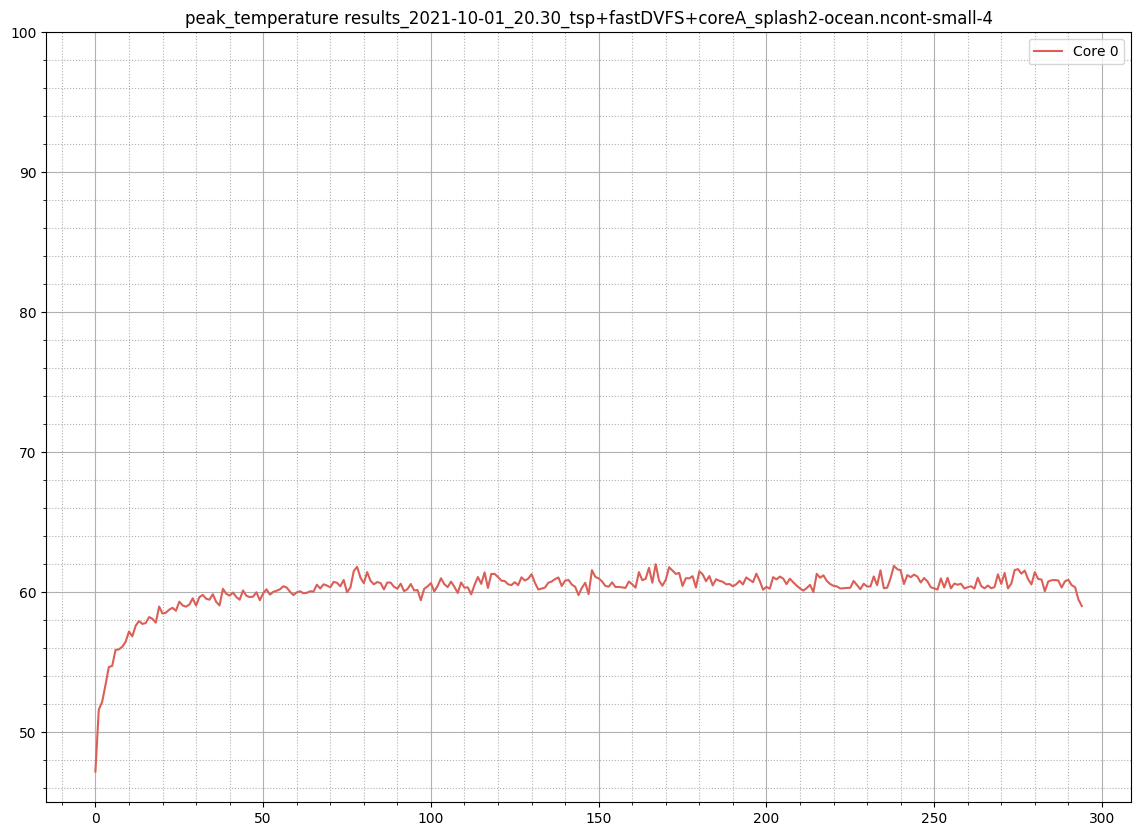 peak_temperature results_2021-10-01_20.30_tsp+fastDVFS+coreA_splash2-ocean.ncont-small-4
Core 0
100
90
80
70
60
50
0 50 100 150 200 250 300